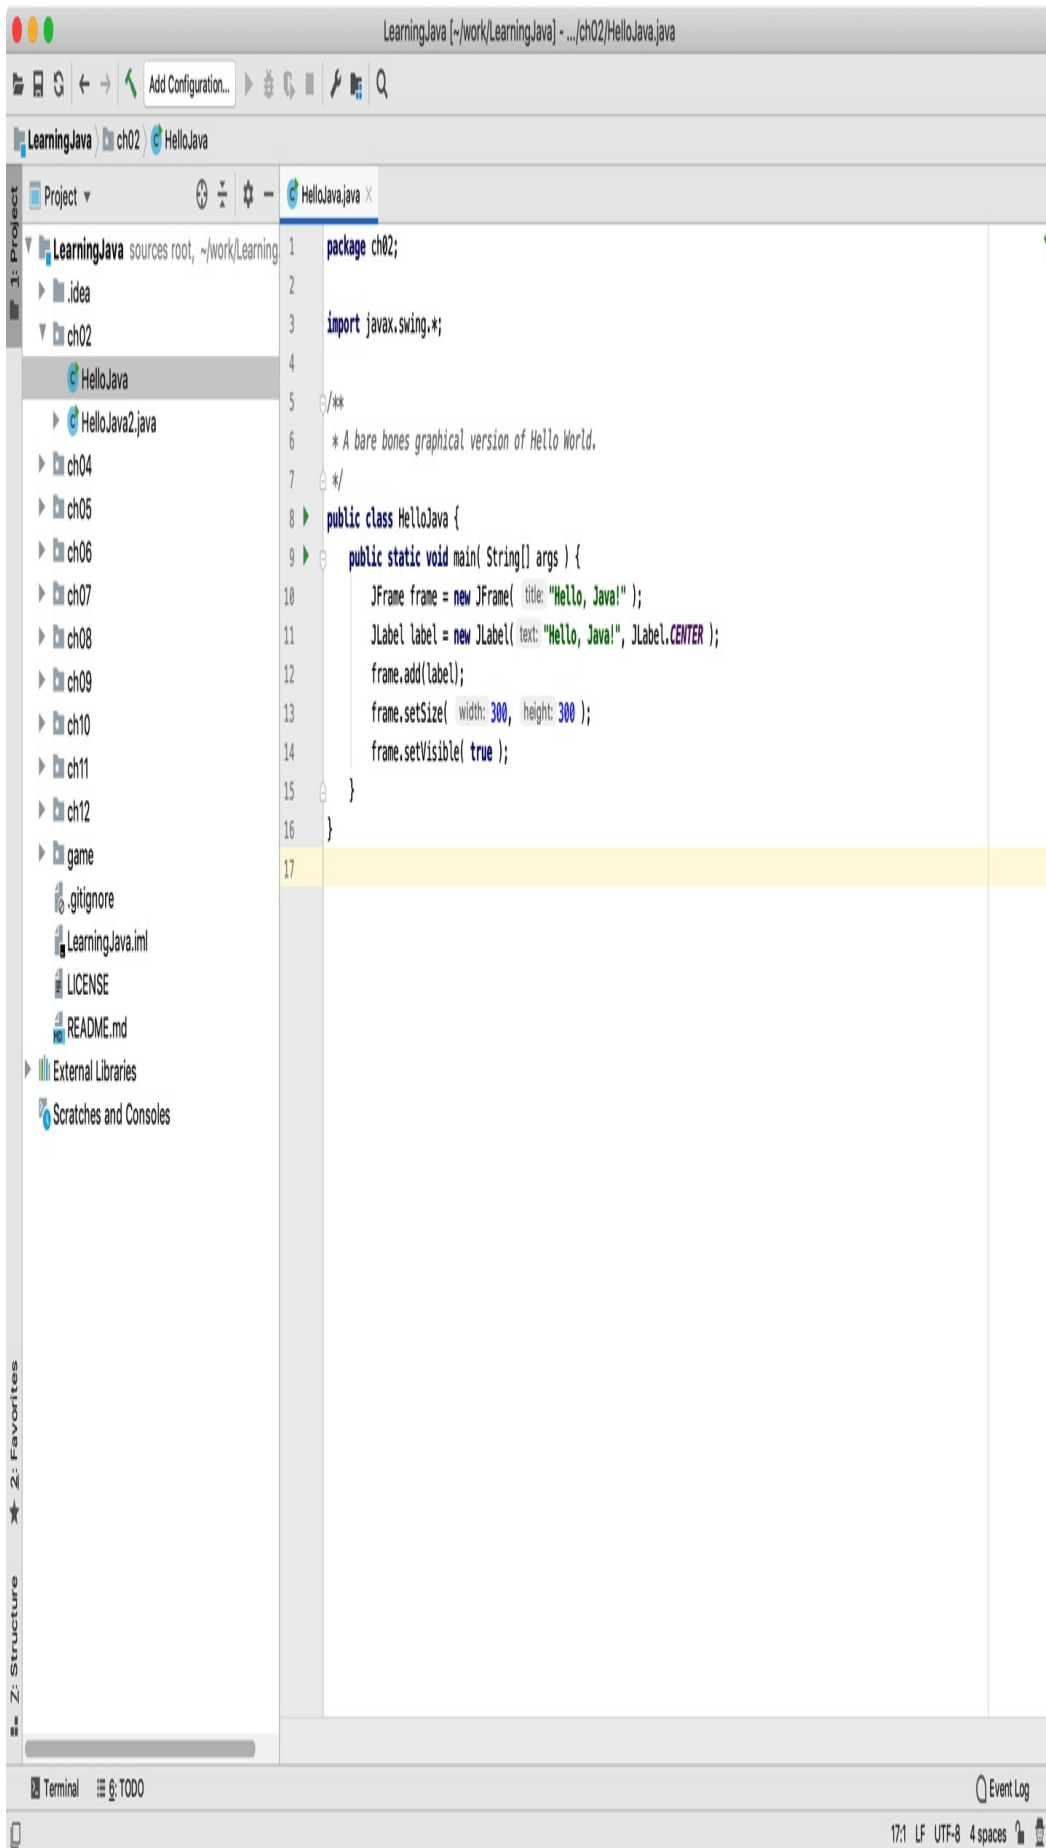 LearningJava [~/work/LearningJava] - .../ch02/HelloJava.java
Add Configuration...
LearningJava ch02 HelloJava
1: Project
Project
HelloJava.java
LearningJava sources root, ~/work/Learning
.idea
ch02
HelloJava
HelloJava2.java
ch04
ch05
ch06
ch07
ch08
ch09
ch10
ch11
ch12
game
.gitignore
LearningJava.iml
LICENSE
README.md
External Libraries
Scratches and Consoles
1 package ch02;
2
3 import javax.swing.*;
4
5 /**
6 * A bare bones graphical version of Hello World.
7 */
8 public class HelloJava {
9 public static void main( String[] args ) {
10 JFrame frame = new JFrame( title: "Hello, Java!" );
11 JLabel label = new JLabel( text: "Hello, Java!", JLabel.CENTER );
12 frame.add(label);
13 frame.setSize( width: 300, height: 300 );
14 frame.setVisible( true );
15 }
16 }
17
2: Favorites
Z: Structure
Terminal 6: TODO Event Log
17:1 LF UTF-8 4 spaces